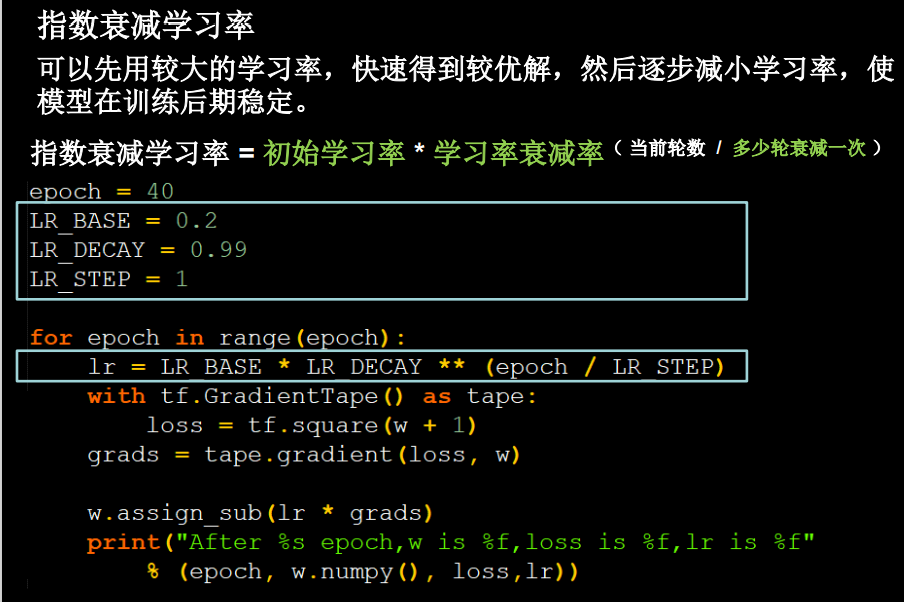 指数衰减学习率
可以先用较大的学习率，快速得到较优解，然后逐步减小学习率，使
模型在训练后期稳定。
指数衰减学习率 = 初始学习率 * 学习率衰减率（ 当前轮数 / 多少轮衰减一次 ）
epoch = 40
LR_BASE = 0.2
LR_DECAY = 0.99
LR_STEP = 1
for epoch in range(epoch):
    lr = LR_BASE * LR_DECAY ** (epoch / LR_STEP)
    with tf.GradientTape() as tape:
        loss = tf.square(w + 1)
    grads = tape.gradient(loss, w)
    w.assign_sub(lr * grads)
    print("After %s epoch,w is %f,loss is %f,lr is %f"
        % (epoch, w.numpy(), loss,lr))